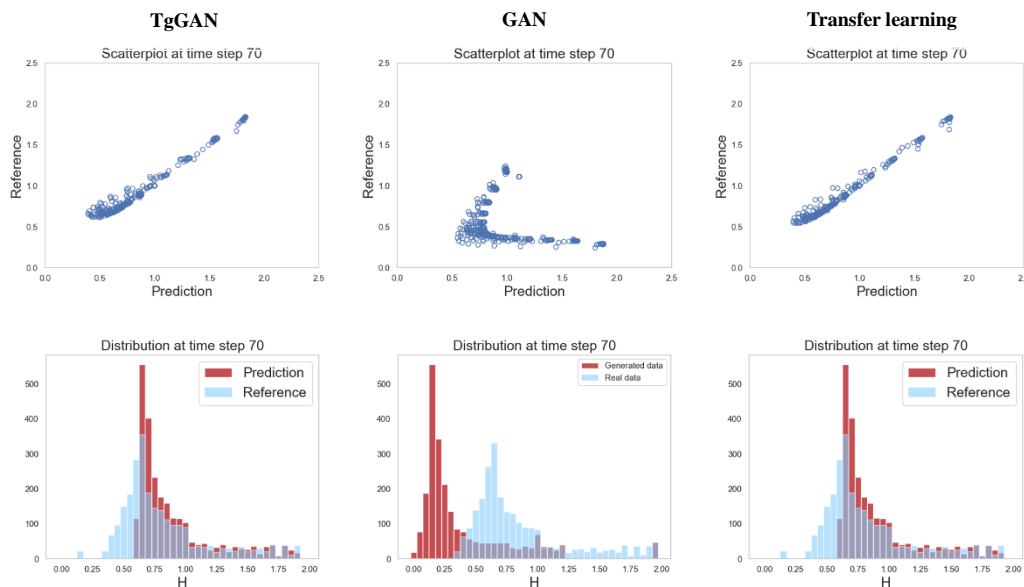 TgGAN
GAN
Transfer learning
Scatterplot at time step 70
Scatterplot at time step 70
Scatterplot at time step 70
2.5
2.0
1.5
1.0
0.5
0.0
Reference
0.0 0.5 1.0 1.5 2.0 2.5
Prediction
2.5
2.0
1.5
1.0
0.5
0.0
Reference
0.0 0.5 1.0 1.5 2.0 2.5
Prediction
2.5
2.0
1.5
1.0
0.5
0.0
Reference
0.0 0.5 1.0 1.5 2.0
Prediction
Distribution at time step 70
Distribution at time step 70
Distribution at time step 70
Prediction
Reference
500
400
300
200
100
0
0.00 0.25 0.50 0.75 1.00 1.25 1.50 1.75 2.00
H
Generated data
Real data
500
400
300
200
100
0
0.00 0.25 0.50 0.75 1.00 1.25 1.50 1.75 2.00
H
Prediction
Reference
500
400
300
200
100
0
0.00 0.25 0.50 0.75 1.00 1.25 1.50 1.75 2.00
H